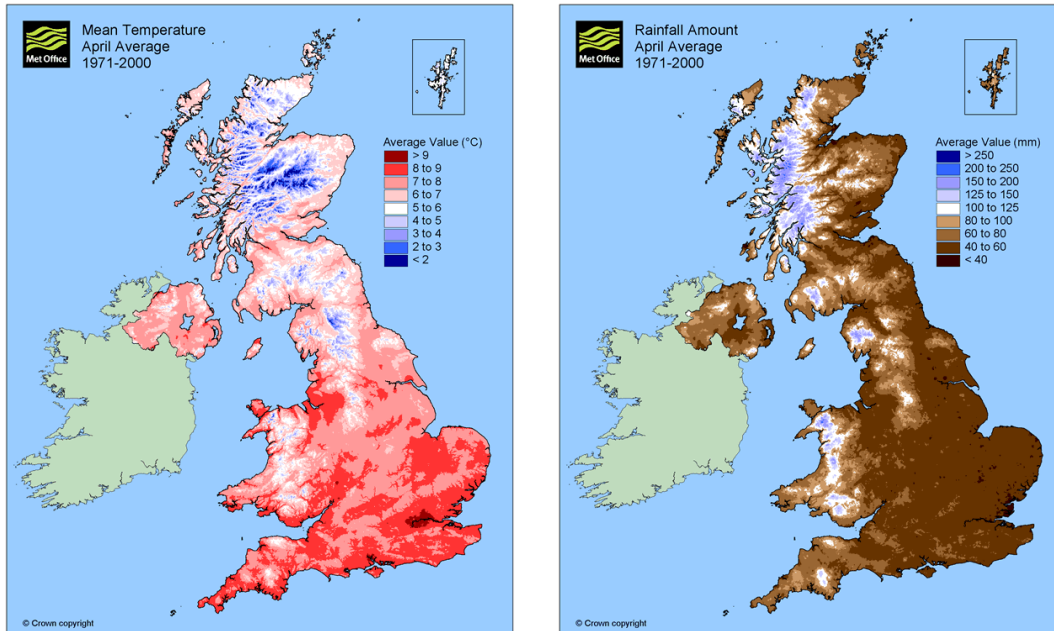 Met Office
Mean Temperature
April Average
1971-2000
Average Value (°C)
> 9
8 to 9
7 to 8
6 to 7
5 to 6
4 to 5
3 to 4
2 to 3
< 2
© Crown copyright
Met Office
Rainfall Amount
April Average
1971-2000
Average Value (mm)
> 250
200 to 250
150 to 200
125 to 150
100 to 125
80 to 100
60 to 80
40 to 60
< 40
© Crown copyright